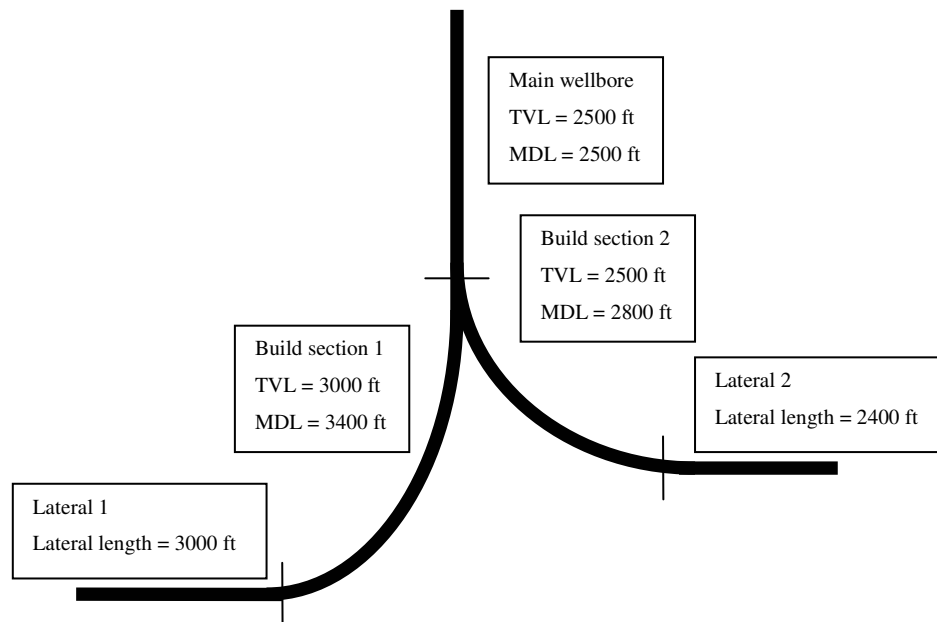 Main wellbore
TVL = 2500 ft
MDL = 2500 ft
Build section 2
TVL = 2500 ft
MDL = 2800 ft
Build section 1
TVL = 3000 ft
MDL = 3400 ft
Lateral 2
Lateral length = 2400 ft
Lateral 1
Lateral length = 3000 ft